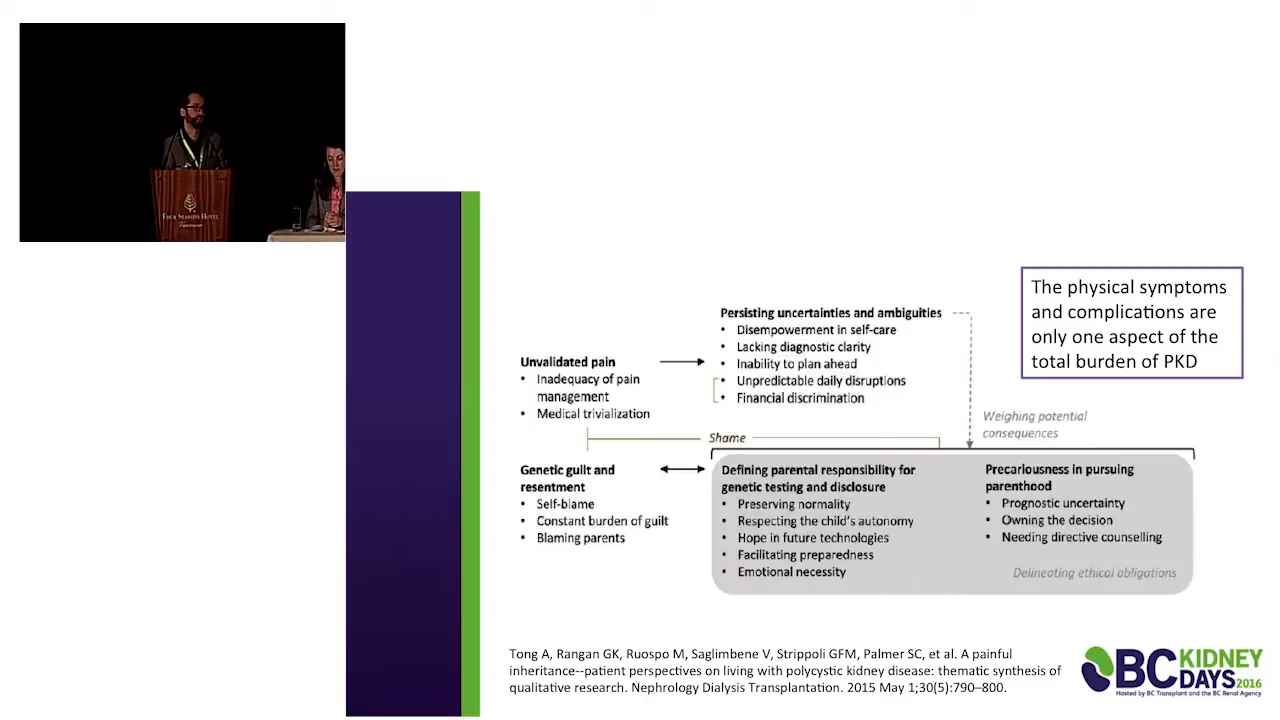 FOUR SEASONS HOTEL
Vancouver
The physical symptoms
and complications are
only one aspect of the
total burden of PKD
Persisting uncertainties and ambiguities
• Disempowerment in self-care
• Lacking diagnostic clarity
• Inability to plan ahead
• Unpredictable daily disruptions
• Financial discrimination
Unvalidated pain
• Inadequacy of pain
management
• Medical trivialization
Weighing potential
consequences
Shame
Genetic guilt and
resentment
• Self-blame
• Constant burden of guilt
• Blaming parents
Defining parental responsibility for
genetic testing and disclosure
• Preserving normality
• Respecting the child's autonomy
• Hope in future technologies
• Facilitating preparedness
• Emotional necessity
Precariousness in pursuing
parenthood
• Prognostic uncertainty
• Owning the decision
• Needing directive counselling
Delineating ethical obligations
Tong A, Rangan GK, Ruospo M, Saglimbene V, Strippoli GFM, Palmer SC, et al. A painful
inheritance--patient perspectives on living with polycystic kidney disease: thematic synthesis of
qualitative research. Nephrology Dialysis Transplantation. 2015 May 1;30(5):790–800.
BC KIDNEY
DAYS 2016
Hosted by BC Transplant and the BC Renal Agency